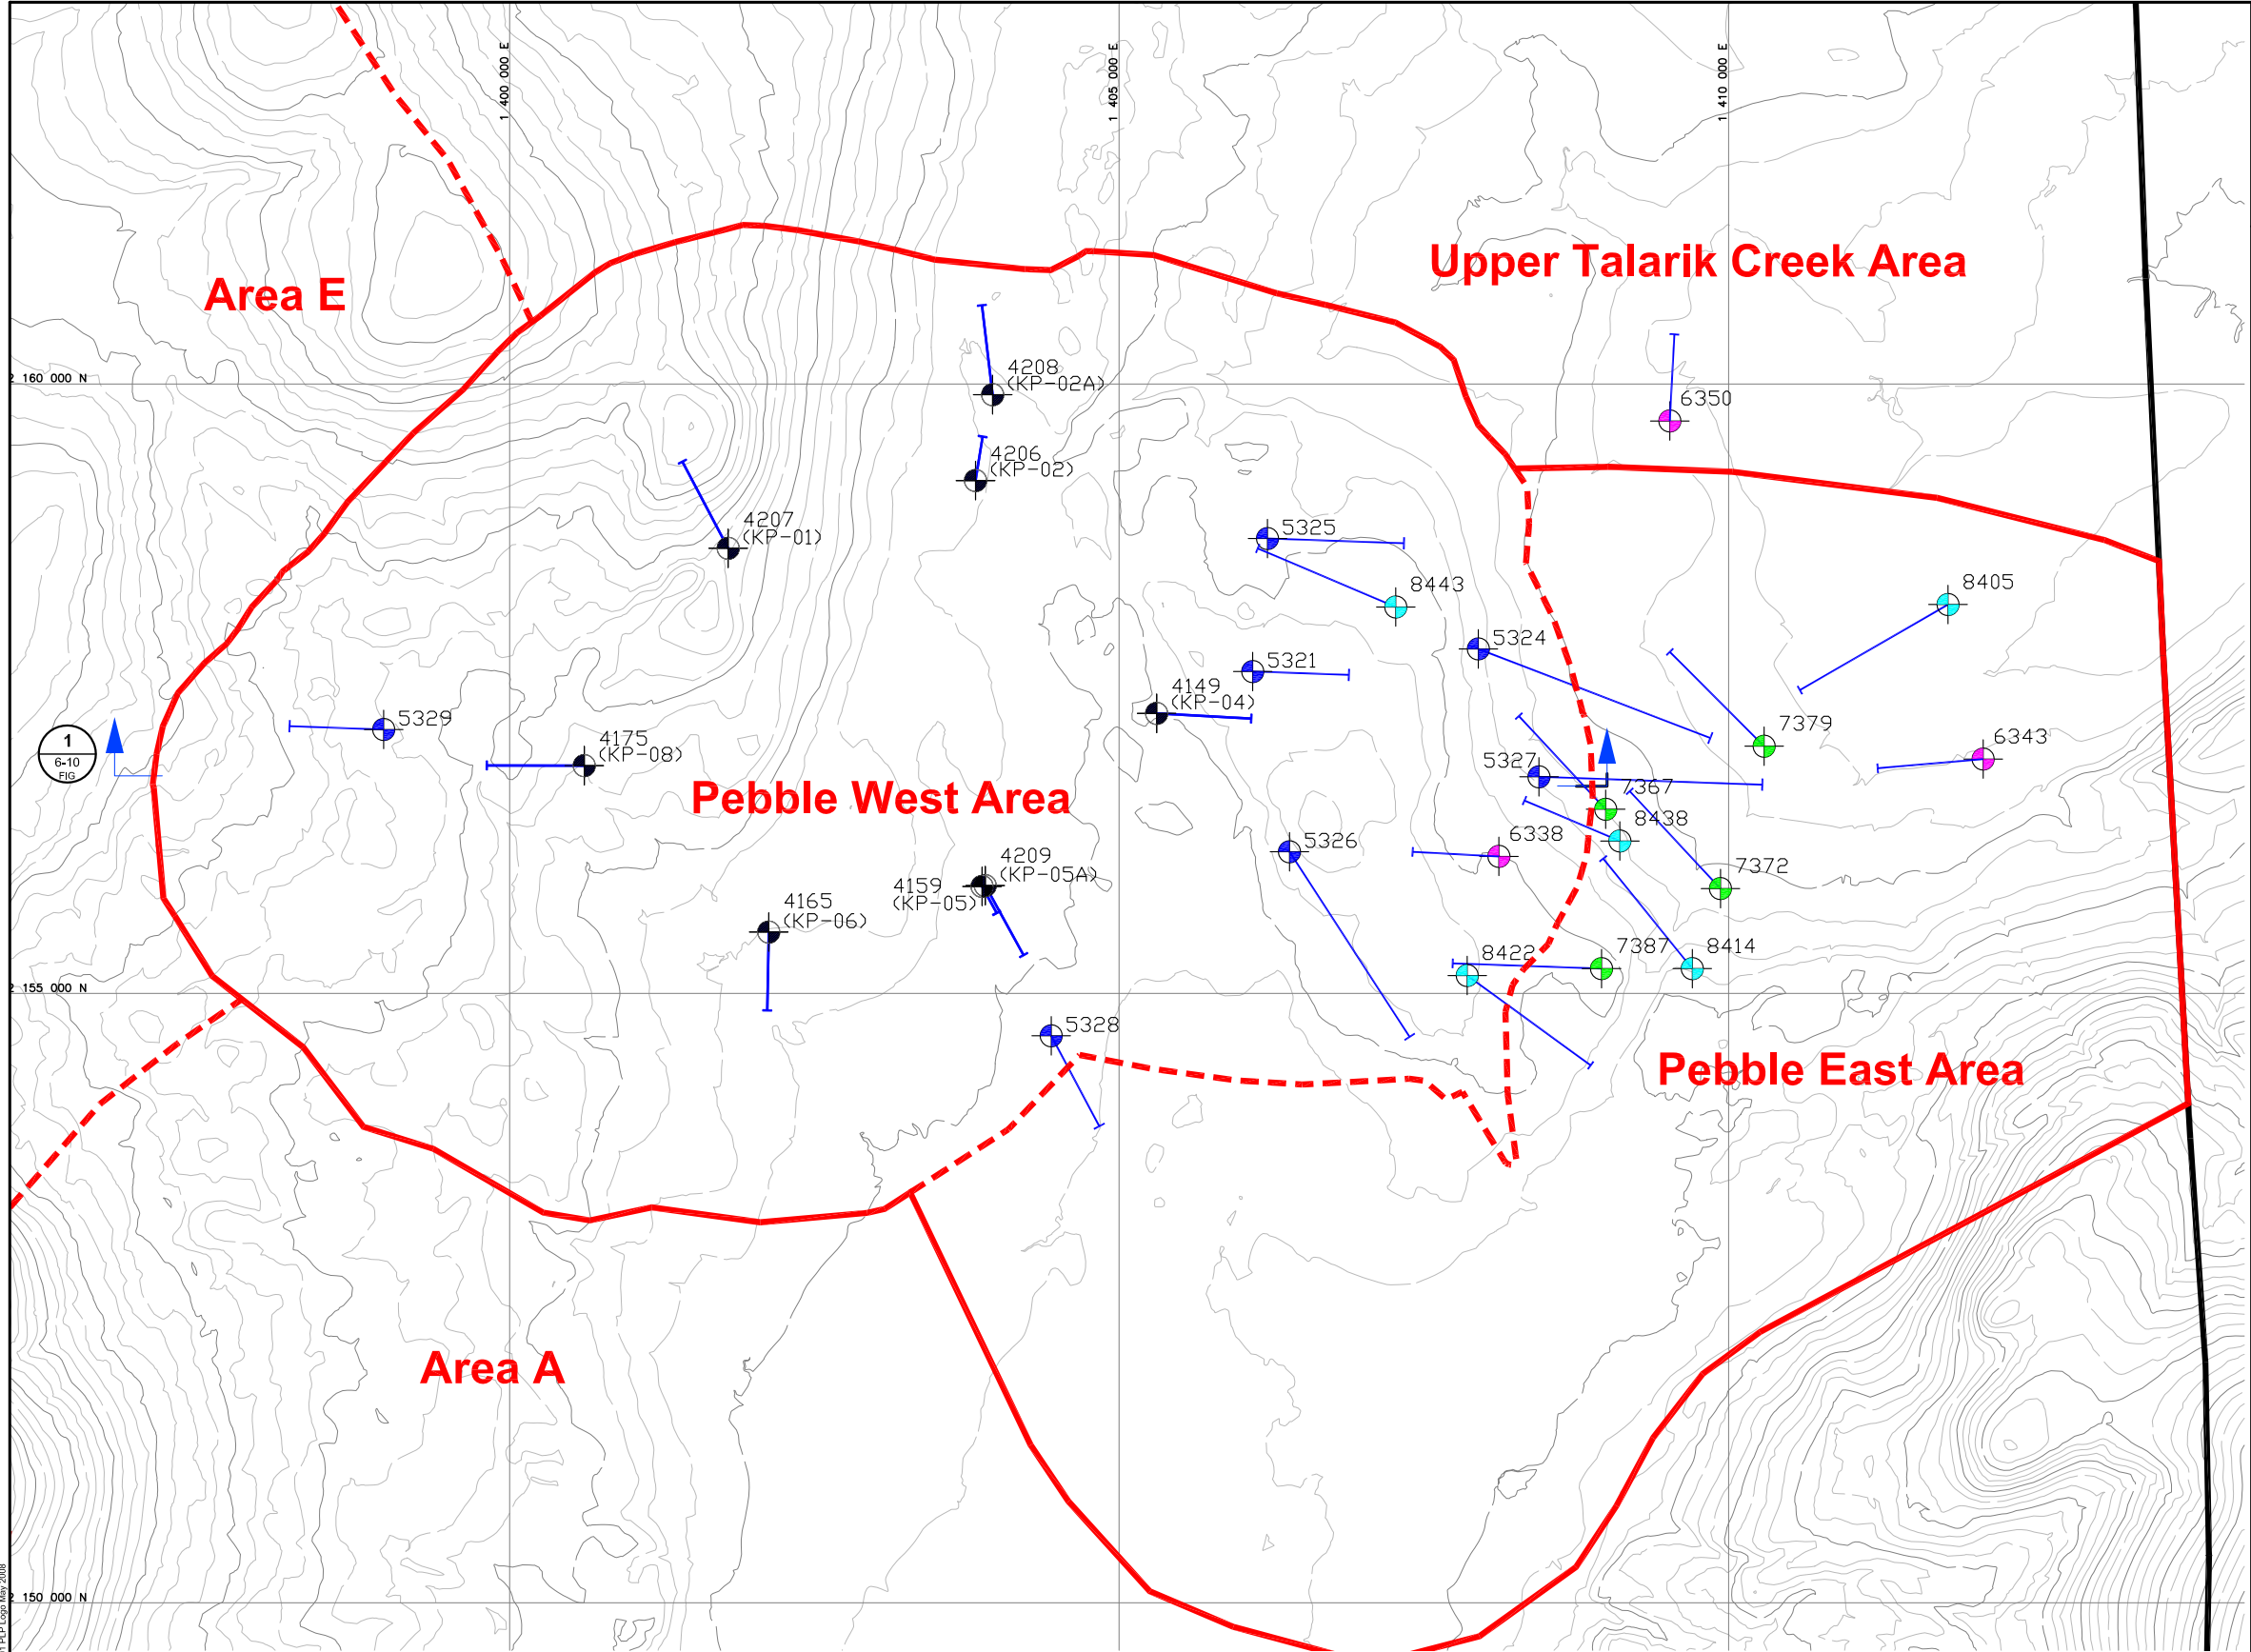 1 400 000 E
1 405 000 E
1 410 000 E
Upper Talarik Creek Area
Area E
4208
(KP-02A)
2 160 000 N
6350
4206
(KP-02)
4207
(KP-01)
5325
8443
8405
5324
5321
4149
(KP-04)
5329
7379
1
6-10
FIG
4175
(KP-08)
6343
5327
7367
Pebble West Area
8438
6338
5326
4209
(KP-05A)
4159
(KP-05)
7372
4165
(KP-06)
8422
7387
8414
2 155 000 N
5328
Pebble East Area
Area A
2 150 000 N
PLP Logo May 2008